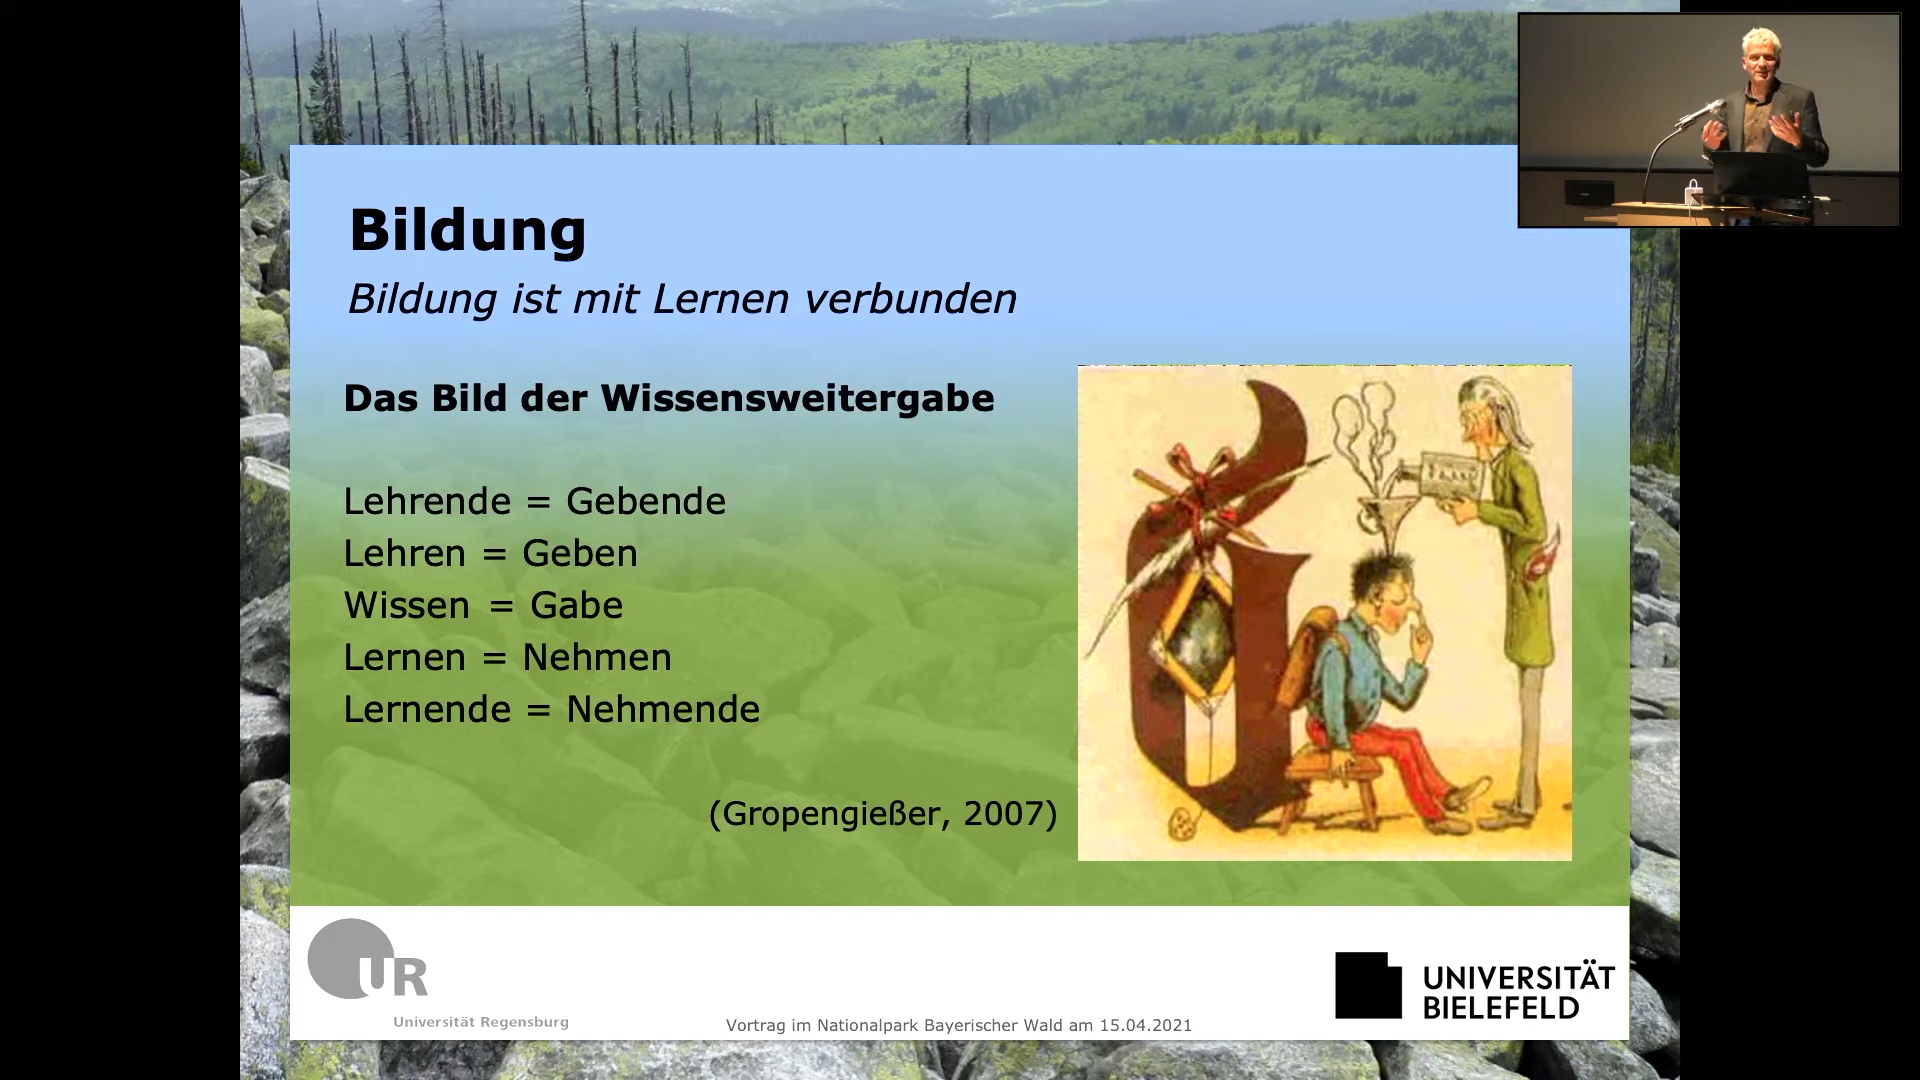 Bildung
Bildung ist mit Lernen verbunden
Das Bild der Wissensweitergabe
Lehrende = Gebende
Lehren = Geben
Wissen = Gabe
Lernen = Nehmen
Lernende = Nehmende
(Gropengießer, 2007)
UR
Universität Regensburg
Vortrag im Nationalpark Bayerischer Wald am 15.04.2021
UNIVERSITÄT
BIELEFELD